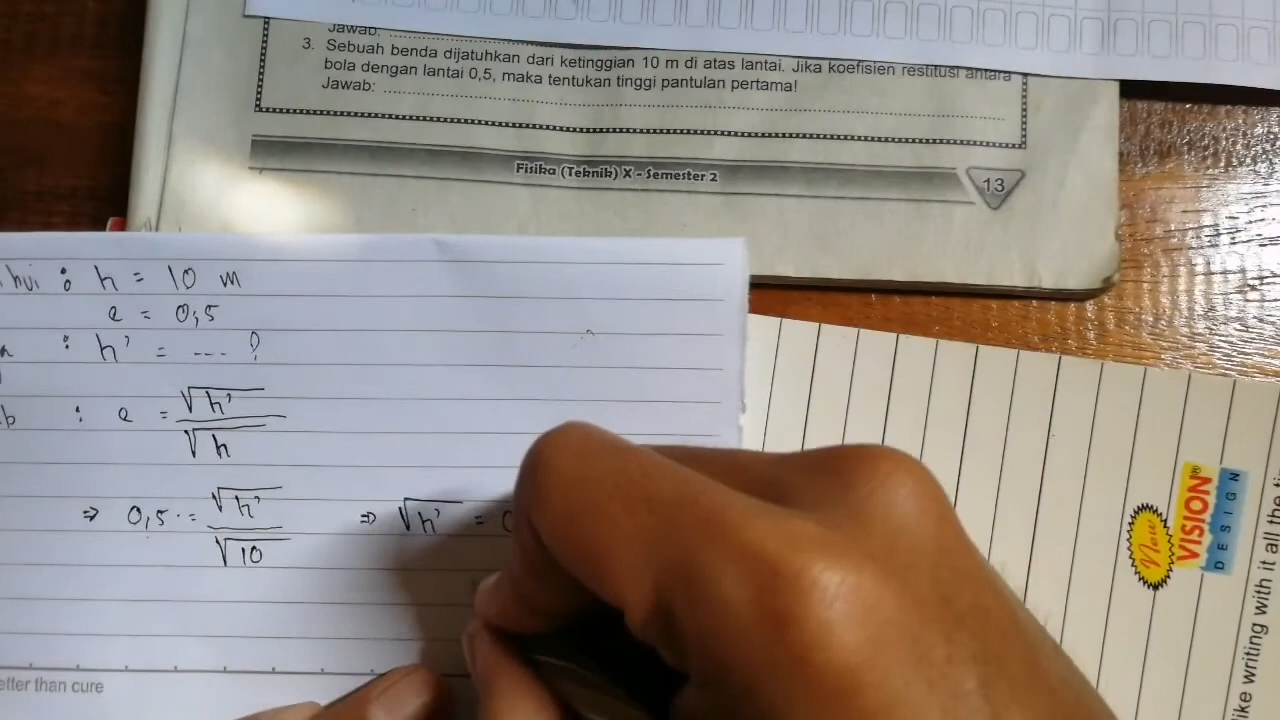 Jawab: ........
3. Sebuah benda dijatuhkan dari ketinggian 10 m di atas lantai. Jika koefisien restitusi antara
bola dengan lantai 0,5, maka tentukan tinggi pantulan pertama!
Jawab: ........
Fisika (Teknik) X - Semester 2
13
hui : h = 10 m
e = 0,5
: h' = ---- ?
b : e = √h' / √h
⇒ 0,5 = √h' / √10 ⇒ √h' = 0
etter than cure
New
VISION®
DESIGN
ike writing with it all the